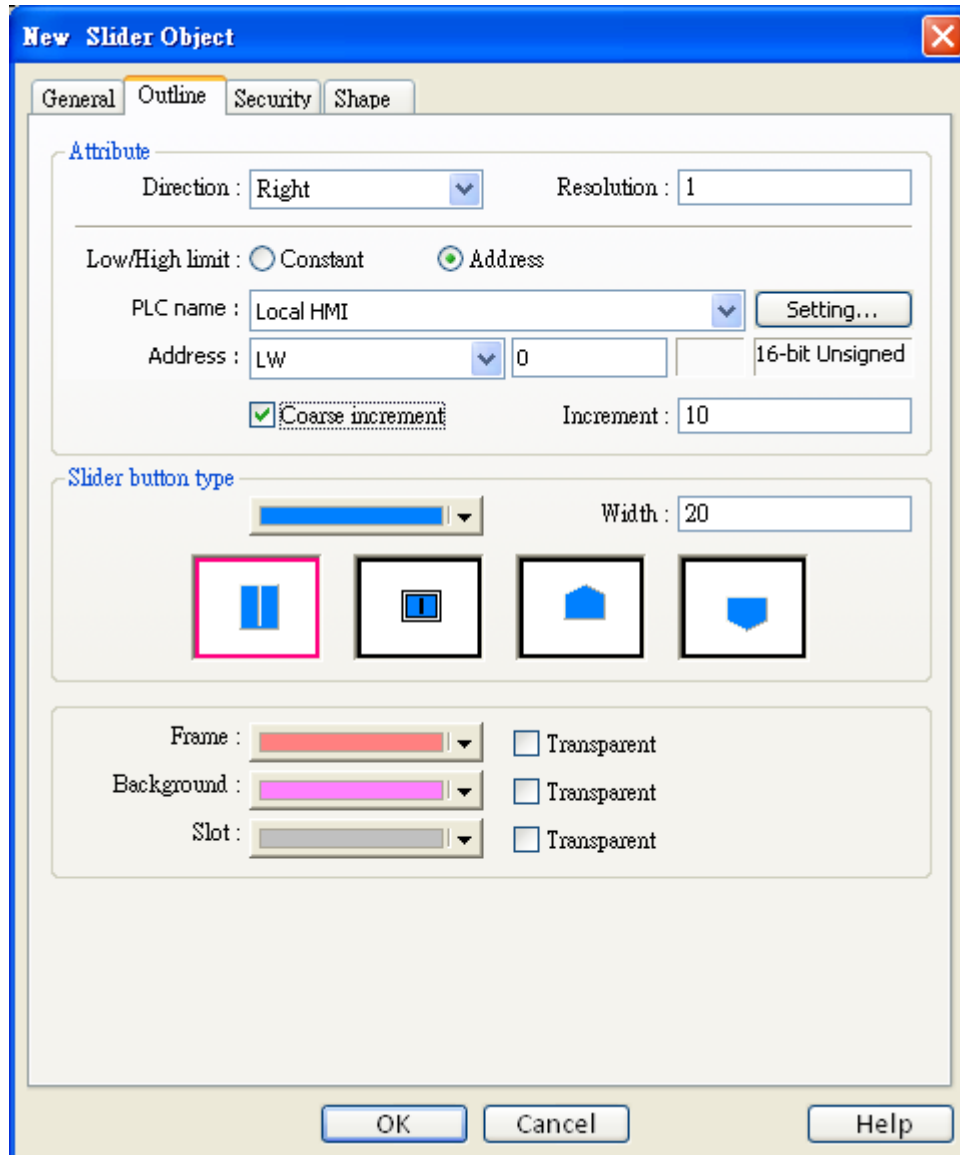 New Slider Object
General Outline Security Shape
Attribute
Direction : Right Resolution : 1
Low/High limit : Constant Address
PLC name : Local HMI Setting...
Address : LW 0 16-bit Unsigned
Coarse increment Increment : 10
Slider button type
Width : 20
Frame : Transparent
Background : Transparent
Slot : Transparent
OK Cancel Help